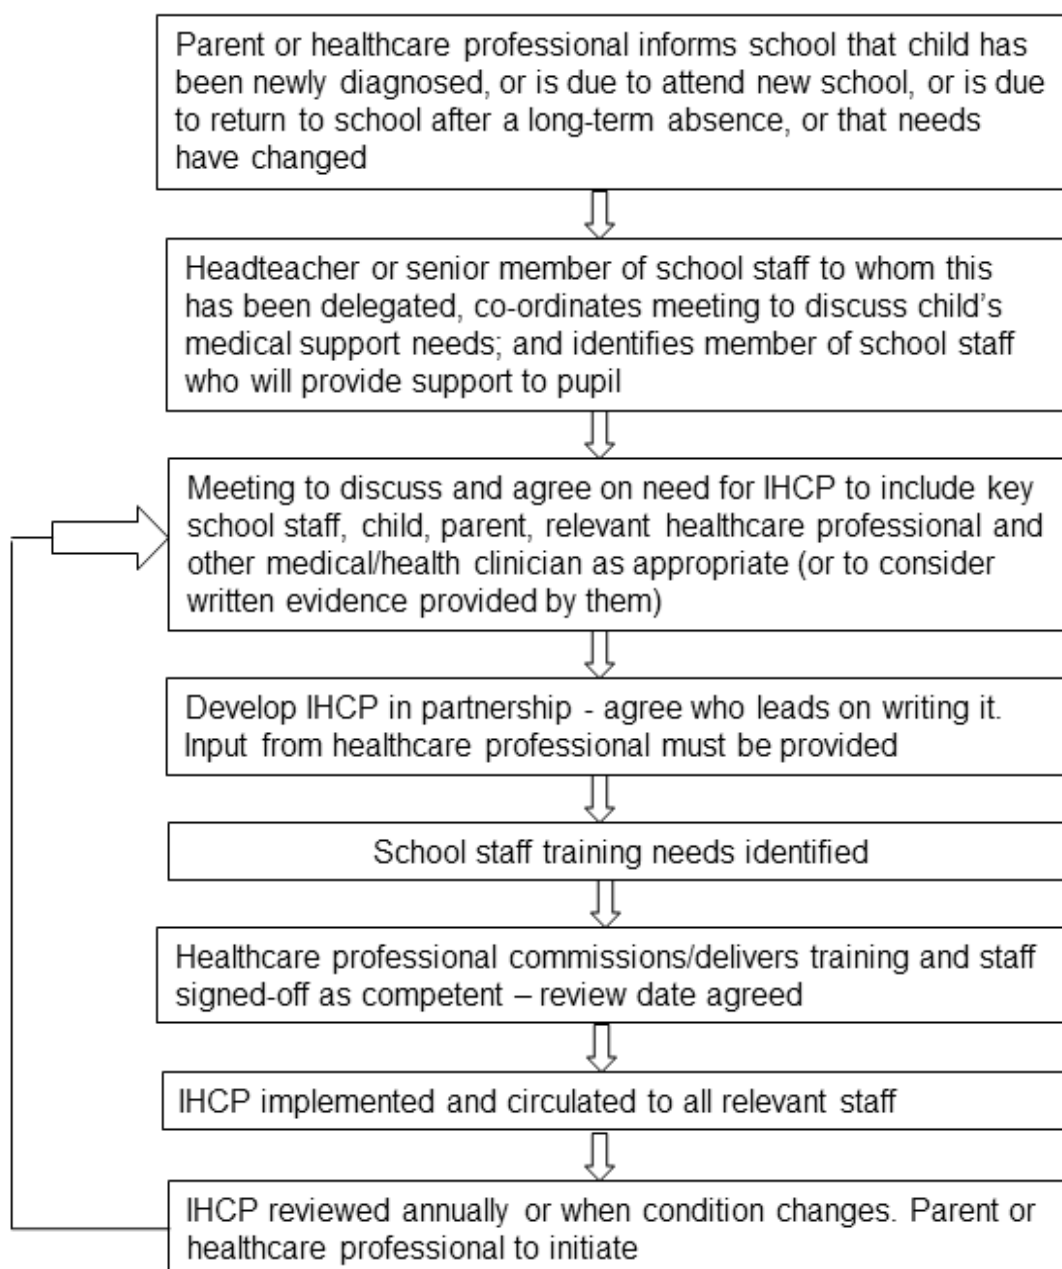 Parent or healthcare professional informs school that child has
been newly diagnosed, or is due to attend new school, or is due
to return to school after a long-term absence, or that needs
have changed
Headteacher or senior member of school staff to whom this
has been delegated, co-ordinates meeting to discuss child’s
medical support needs; and identifies member of school staff
who will provide support to pupil
Meeting to discuss and agree on need for IHCP to include key
school staff, child, parent, relevant healthcare professional and
other medical/health clinician as appropriate (or to consider
written evidence provided by them)
Develop IHCP in partnership - agree who leads on writing it.
Input from healthcare professional must be provided
School staff training needs identified
Healthcare professional commissions/delivers training and staff
signed-off as competent – review date agreed
IHCP implemented and circulated to all relevant staff
IHCP reviewed annually or when condition changes. Parent or
healthcare professional to initiate